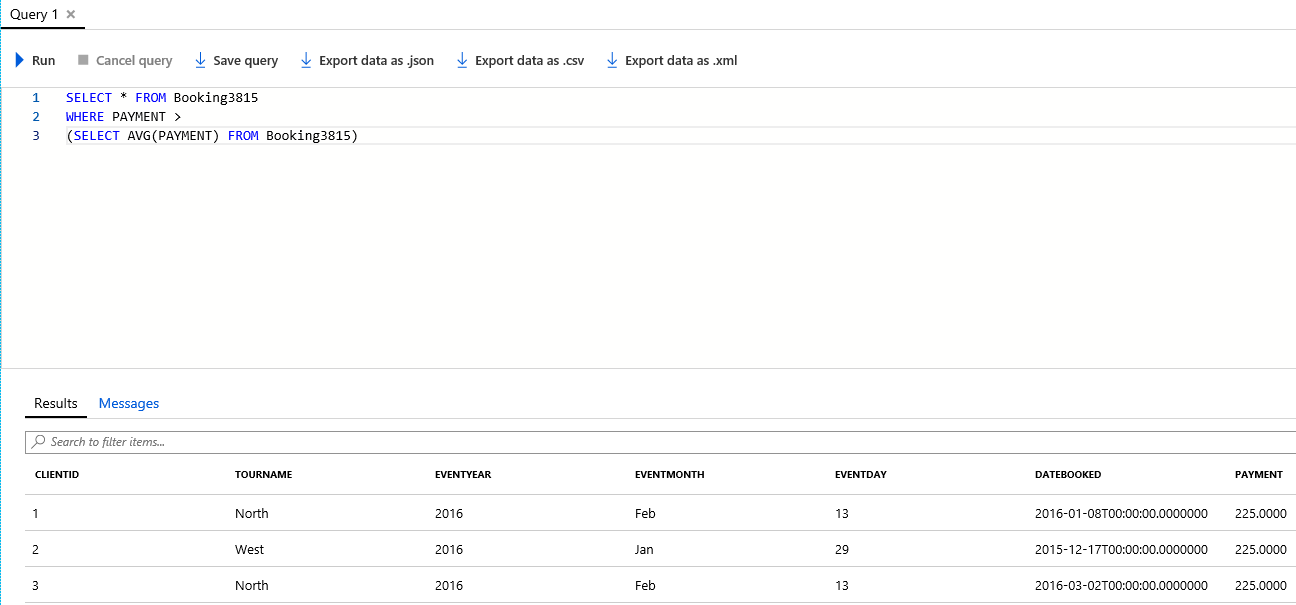 Query 1
Run Cancel query Save query Export data as .json Export data as .csv Export data as .xml
1 SELECT * FROM Booking3815
2 WHERE PAYMENT >
3 (SELECT AVG(PAYMENT) FROM Booking3815)
Results Messages
Search to filter items...
CLIENTID TOURNAME EVENTYEAR EVENTMONTH EVENTDAY DATEBOOKED PAYMENT
1 North 2016 Feb 13 2016-01-08T00:00:00.0000000 225.0000
2 West 2016 Jan 29 2015-12-17T00:00:00.0000000 225.0000
3 North 2016 Feb 13 2016-03-02T00:00:00.0000000 225.0000